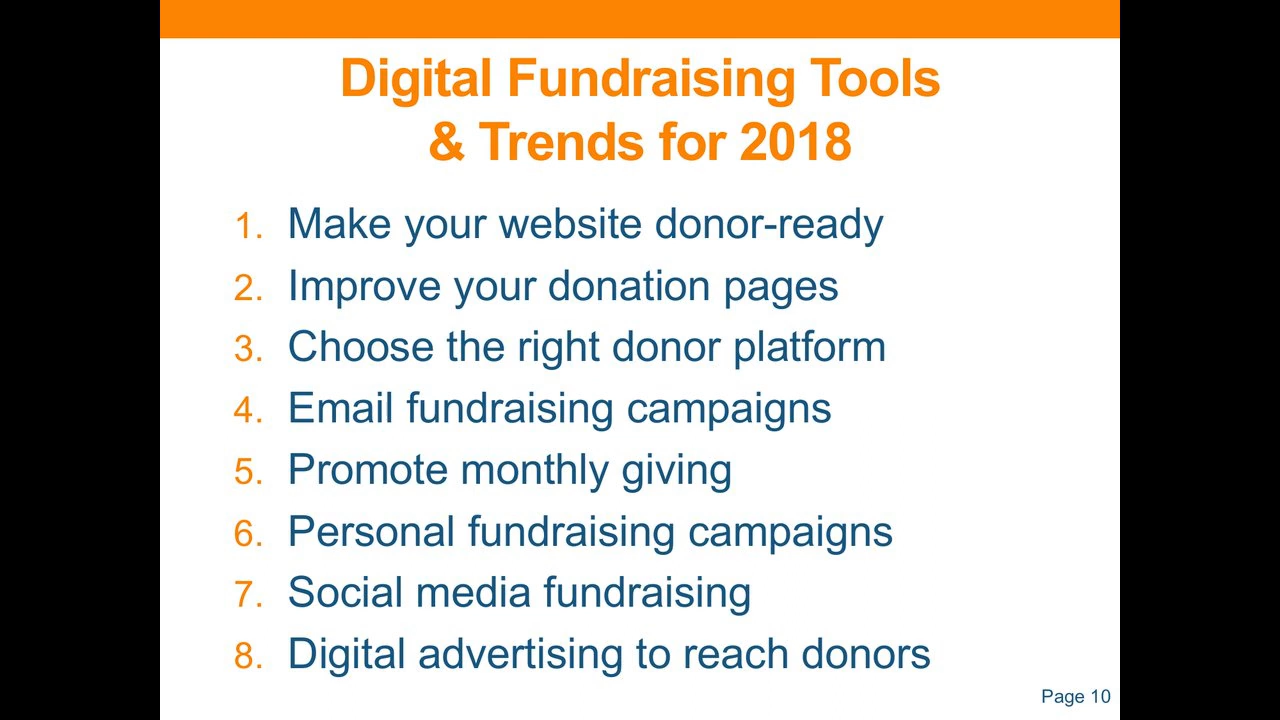 Digital Fundraising Tools
& Trends for 2018
1. Make your website donor-ready
2. Improve your donation pages
3. Choose the right donor platform
4. Email fundraising campaigns
5. Promote monthly giving
6. Personal fundraising campaigns
7. Social media fundraising
8. Digital advertising to reach donors
Page 10